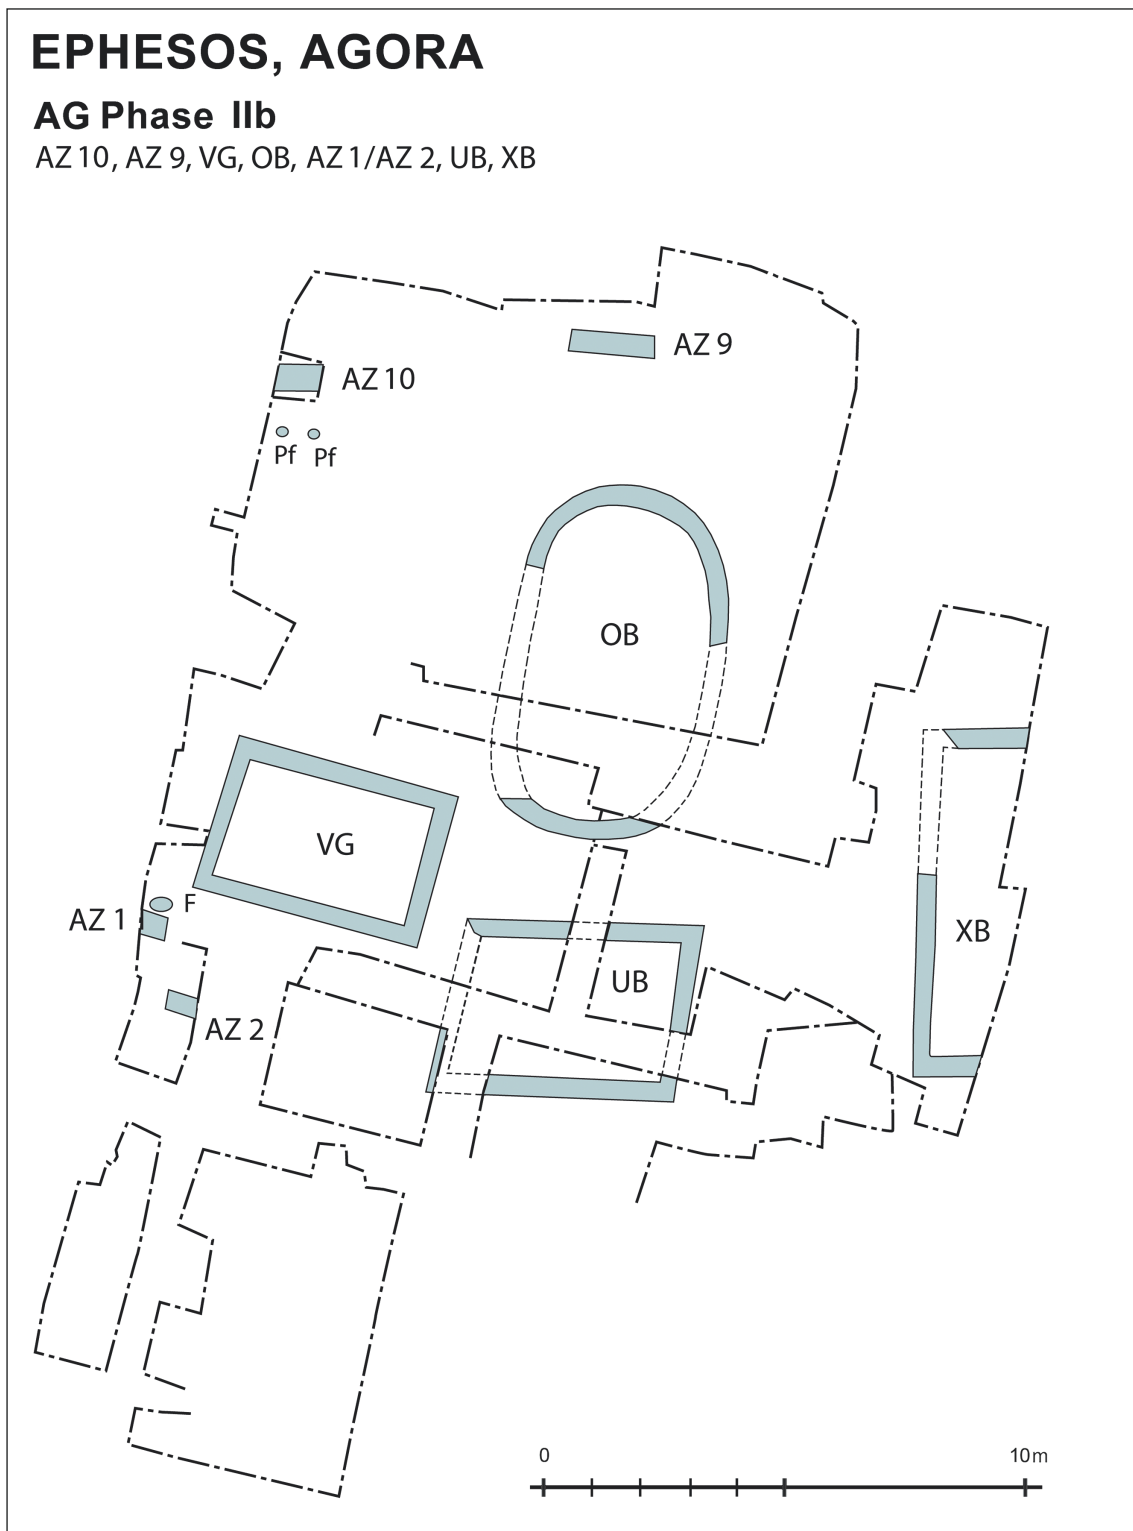 EPHESOS, AGORA
AG Phase IIb
AZ 10, AZ 9, VG, OB, AZ 1/AZ 2, UB, XB
AZ 9
AZ 10
Pf Pf
OB
VG
F
AZ 1
XB
UB
AZ 2
0 10 m